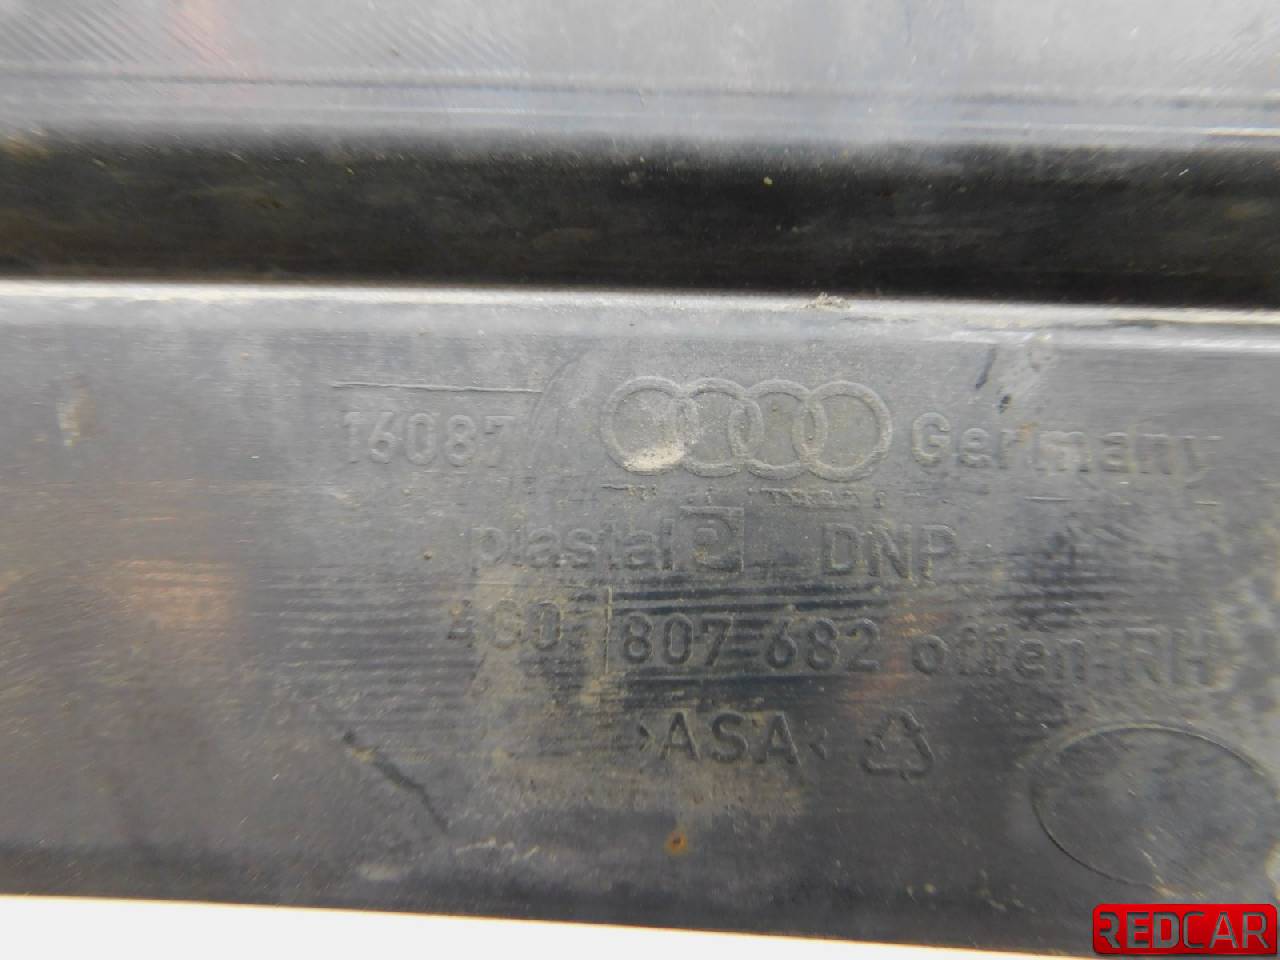 16087 Germany
plastal P DNP
4G0 807 682 offen RH
>ASA<
REDCAR